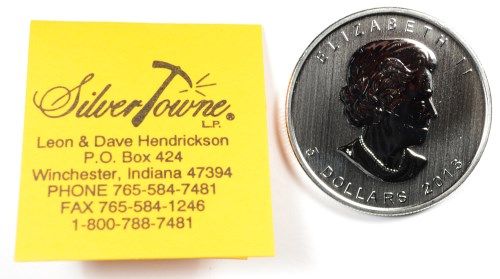 SilverTowne®
L.P.
Leon & Dave Hendrickson
P.O. Box 424
Winchester, Indiana 47394
PHONE 765-584-7481
FAX 765-584-1246
1-800-788-7481
ELIZABETH II
5 DOLLARS 2013